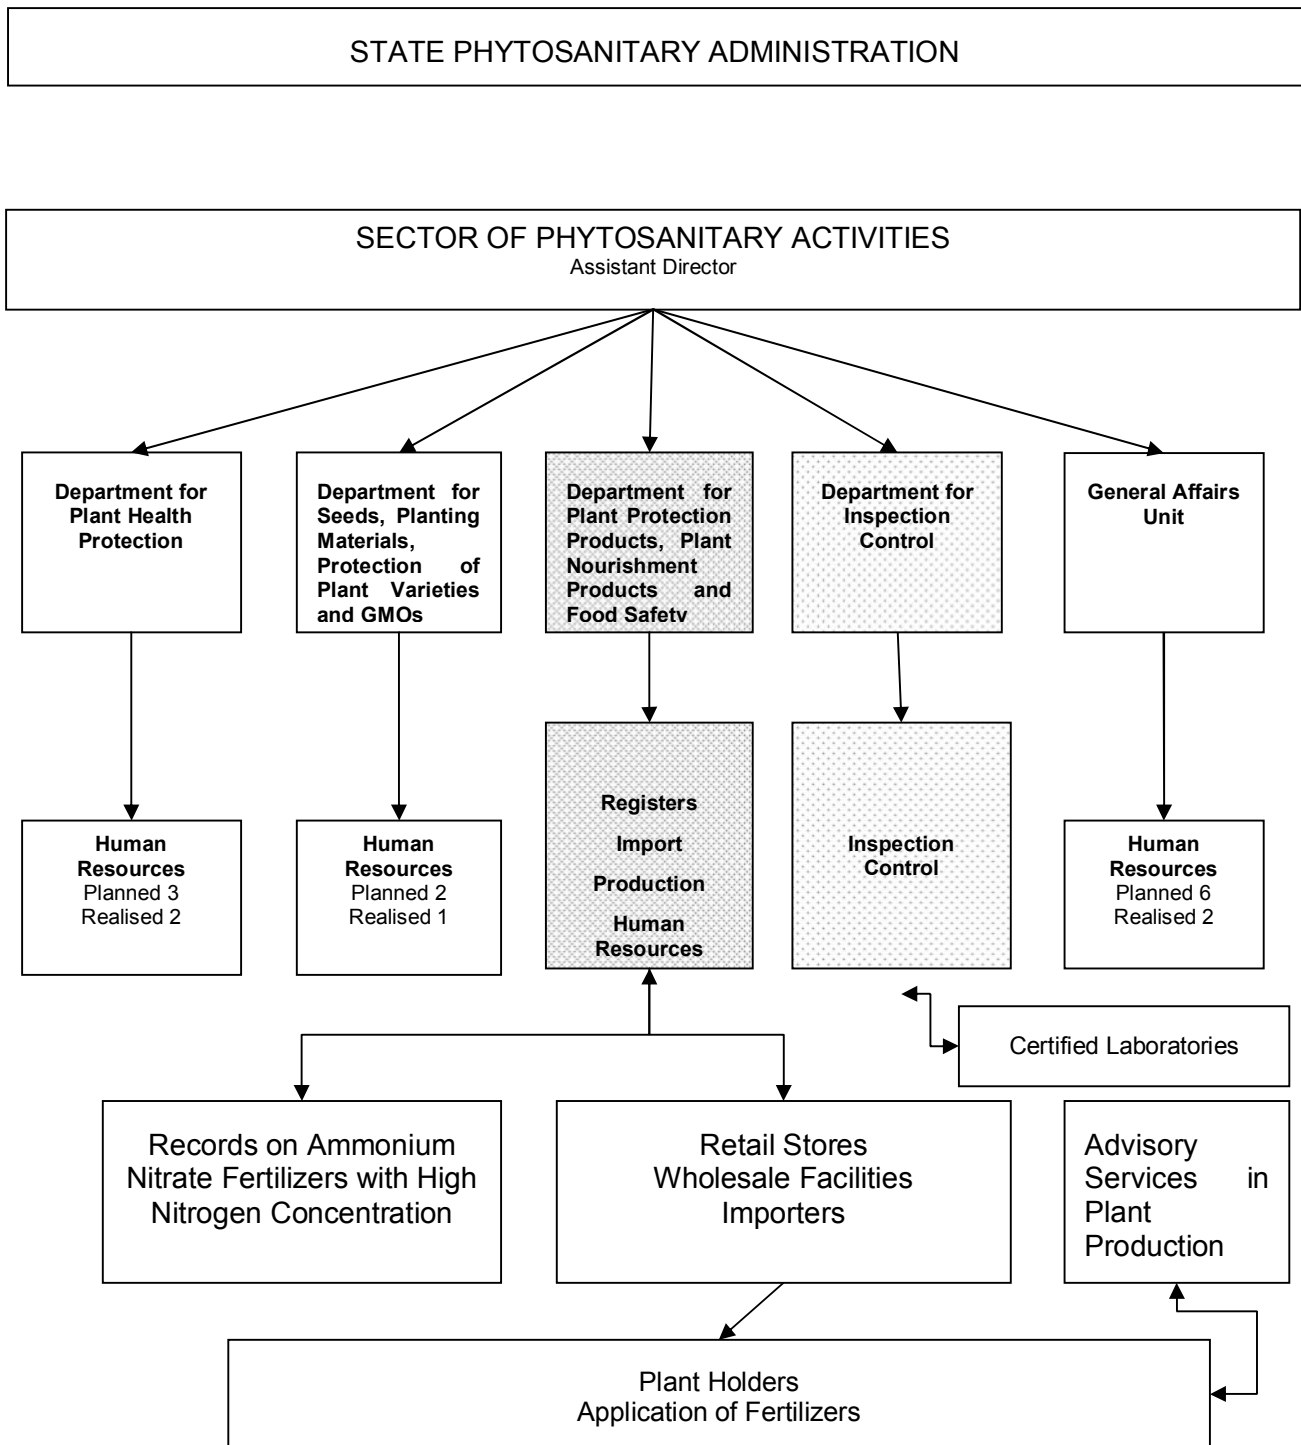 STATE PHYTOSANITARY ADMINISTRATION
SECTOR OF PHYTOSANITARY ACTIVITIES
Assistant Director
Department for
Plant Health
Protection
Department for
Seeds, Planting
Materials,
Protection of
Plant Varieties
and GMOs
Department for
Plant Protection
Products, Plant
Nourishment
Products and
Food Safety
Department for
Inspection
Control
General Affairs
Unit
Human
Resources
Planned 3
Realised 2
Human
Resources
Planned 2
Realised 1
Registers
Import
Production
Human
Resources
Inspection
Control
Human
Resources
Planned 6
Realised 2
Certified Laboratories
Records on Ammonium
Nitrate Fertilizers with High
Nitrogen Concentration
Retail Stores
Wholesale Facilities
Importers
Advisory
Services in
Plant
Production
Plant Holders
Application of Fertilizers